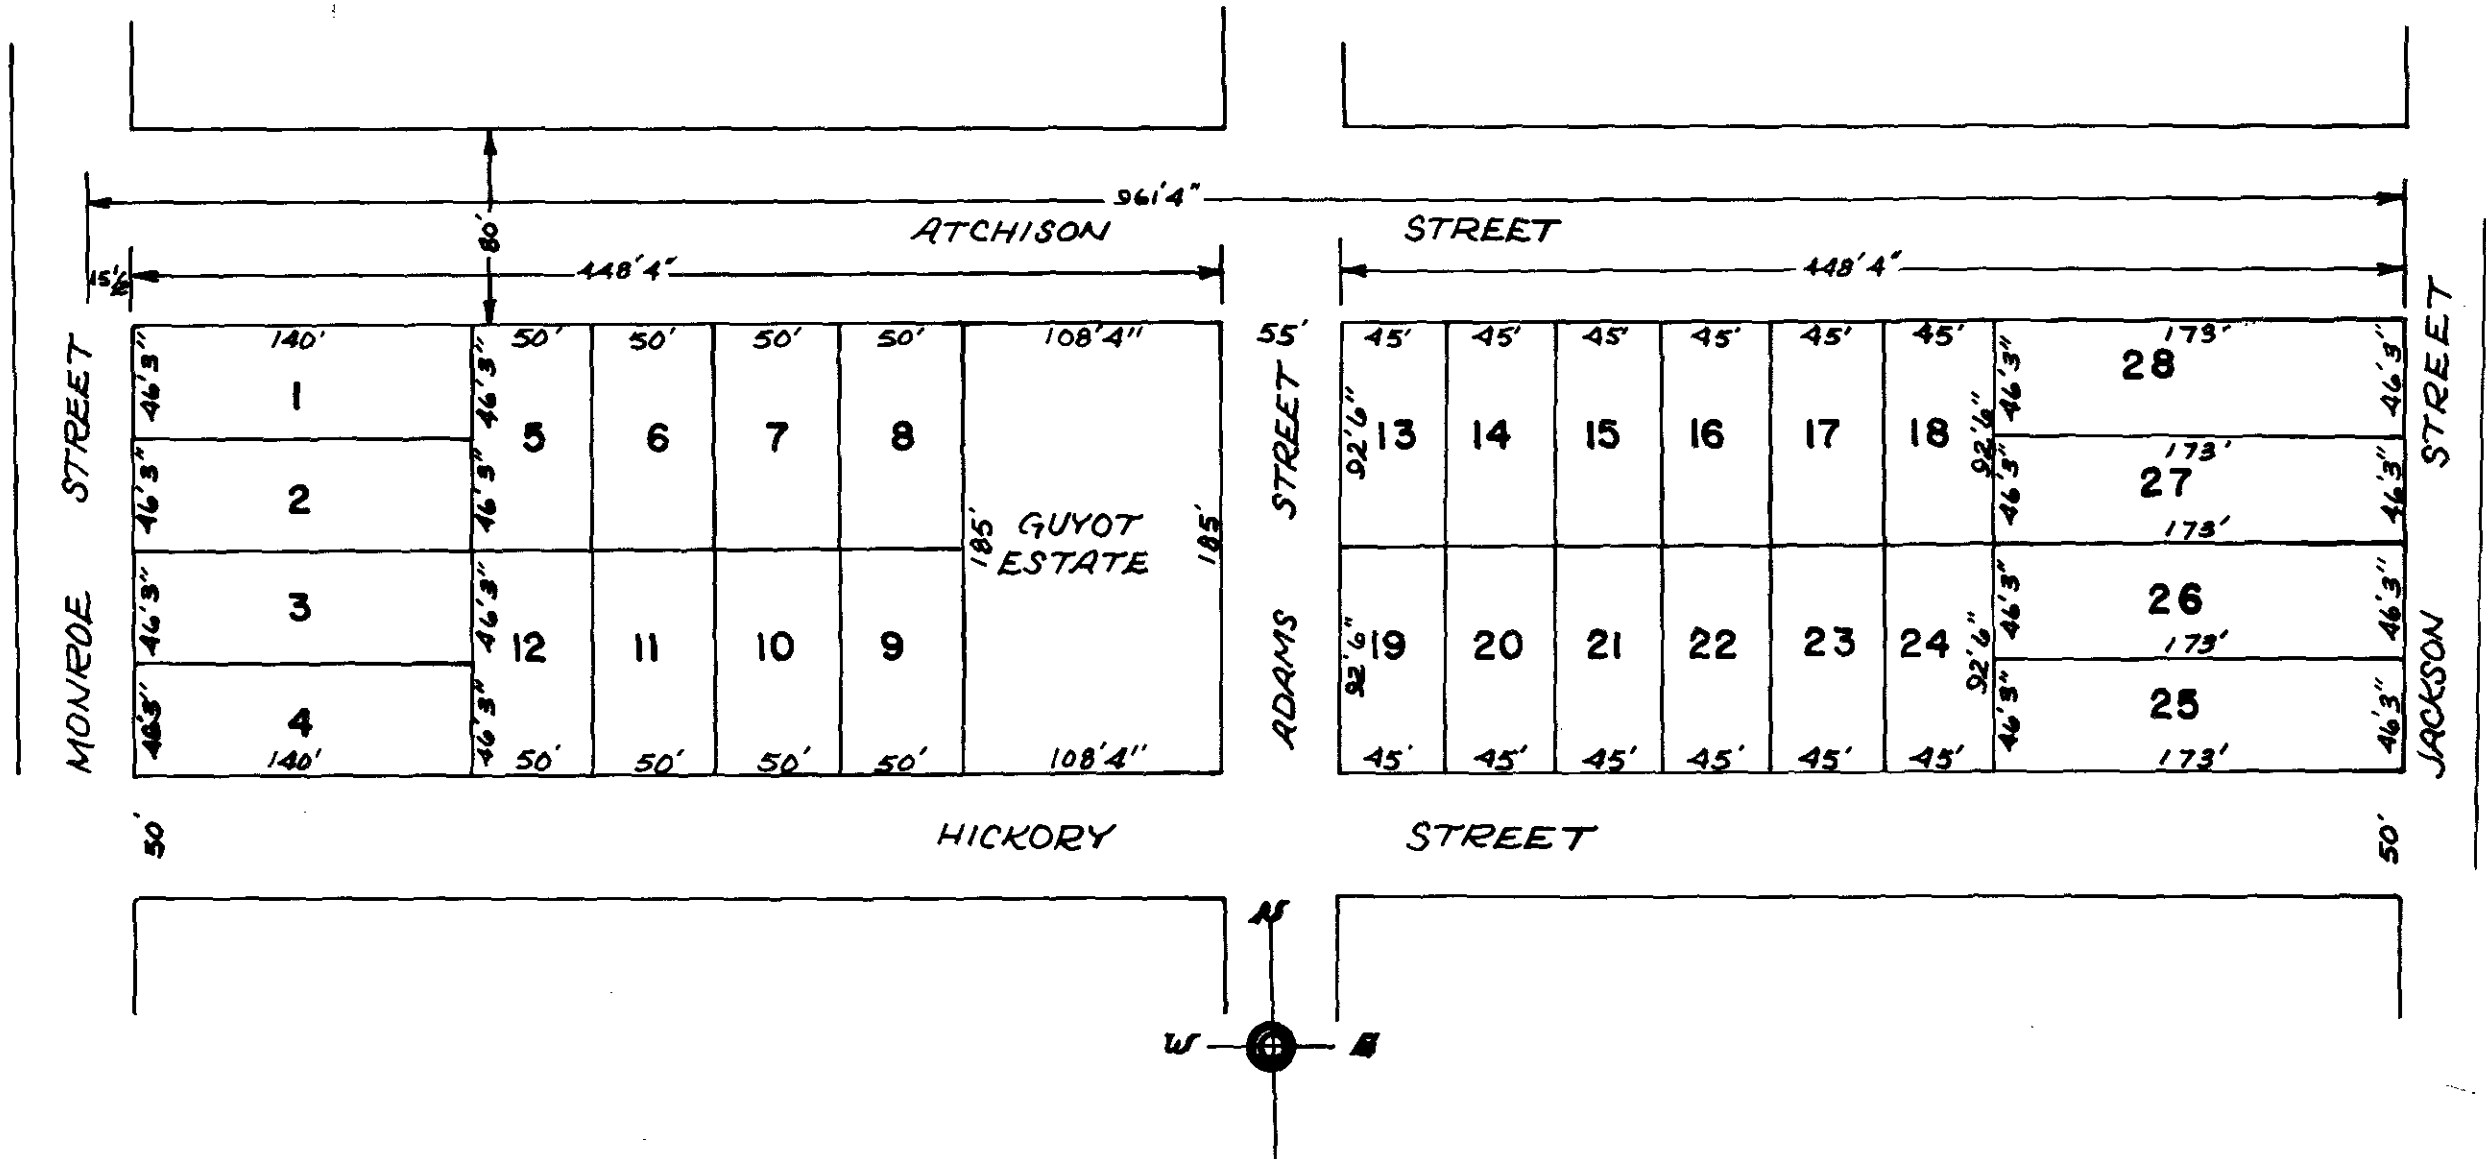 961'4"
ATCHISON STREET
80'
15'½
448'4"
448'4"
MONROE STREET
140'
50' 50' 50' 50'
108'4"
55'
45' 45' 45' 45' 45' 45'
173'
46'3" 1 46'3"
46'3" 2 46'3"
46'3" 3 46'3"
4 46'3"
140'
5 6 7 8
12 11 10 9
50' 50' 50' 50'
185' GUYOT 185'
ESTATE
108'4"
ADAMS STREET
92'6" 13 14 15 16 17 18 92'6"
92'6" 19 20 21 22 23 24 92'6"
45' 45' 45' 45' 45' 45'
46'3" 28 46'3"
173'
46'3" 27 46'3"
173'
46'3" 26 46'3"
173'
46'3" 25 46'3"
173'
JACKSON STREET
50'
HICKORY STREET
50'
N
W